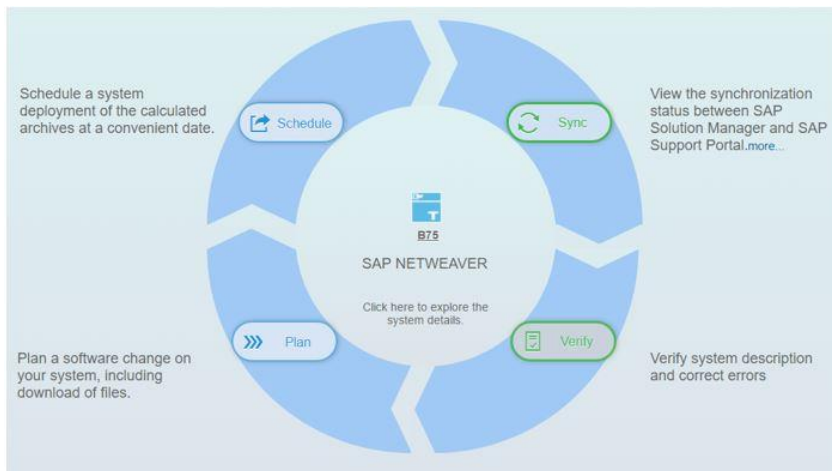 Schedule a system
deployment of the calculated
archives at a convenient date.
Schedule
Sync
View the synchronization
status between SAP
Solution Manager and SAP
Support Portal.more...
T
B75
SAP NETWEAVER
Click here to explore the
system details.
Plan a software change on
your system, including
download of files.
Plan
Verify
Verify system description
and correct errors